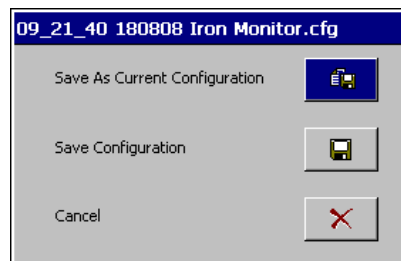 09_21_40 180808 Iron Monitor.cfg
Save As Current Configuration
Save Configuration
Cancel